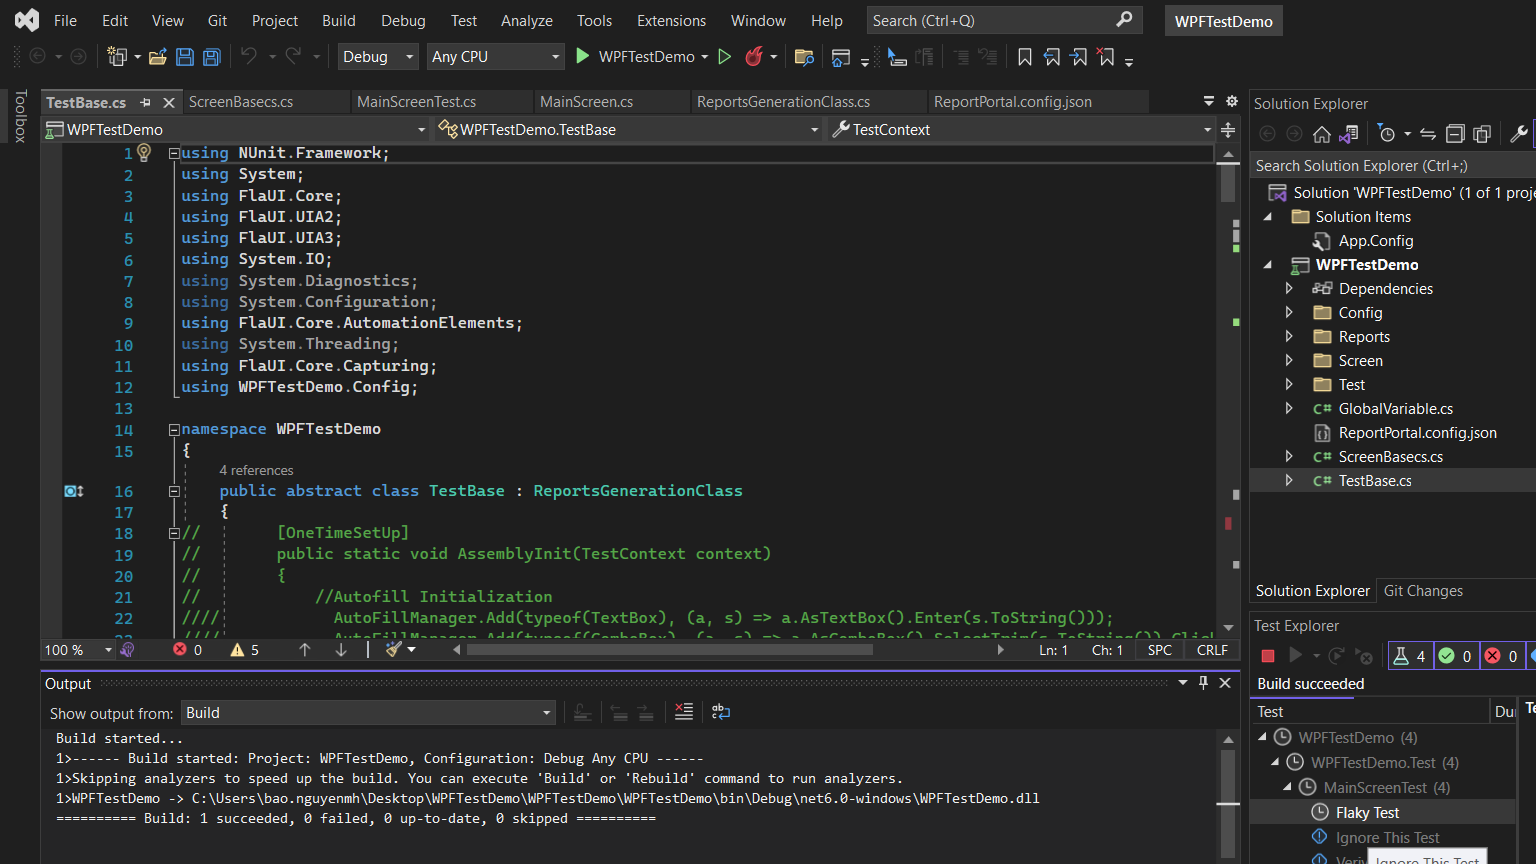 File Edit View Git Project Build Debug Test Analyze Tools Extensions Window Help Search (Ctrl+Q) WPFTestDemo
Debug Any CPU WPFTestDemo
Toolbox
TestBase.cs ScreenBasecs.cs MainScreenTest.cs MainScreen.cs ReportsGenerationClass.cs ReportPortal.config.json
WPFTestDemo WPFTestDemo.TestBase TestContext
1 using NUnit.Framework;
2 using System;
3 using FlaUI.Core;
4 using FlaUI.UIA2;
5 using FlaUI.UIA3;
6 using System.IO;
7 using System.Diagnostics;
8 using System.Configuration;
9 using FlaUI.Core.AutomationElements;
10 using System.Threading;
11 using FlaUI.Core.Capturing;
12 using WPFTestDemo.Config;
13
14 namespace WPFTestDemo
15 {
4 references
16 public abstract class TestBase : ReportsGenerationClass
17 {
18 // [OneTimeSetUp]
19 // public static void AssemblyInit(TestContext context)
20 // {
21 // //Autofill Initialization
22 //// AutoFillManager.Add(typeof(TextBox), (a, s) => a.AsTextBox().Enter(s.ToString()));
23 //// AutoFillManager.Add(typeof(ComboBox), (a, s) => a.AsComboBox().SelectTrim(s.ToString()).Click
100 % 0 5 Ln: 1 Ch: 1 SPC CRLF
Output
Show output from: Build
Build started...
1>------ Build started: Project: WPFTestDemo, Configuration: Debug Any CPU ------
1>Skipping analyzers to speed up the build. You can execute 'Build' or 'Rebuild' command to run analyzers.
1>WPFTestDemo -> C:\Users\bao.nguyenmh\Desktop\WPFTestDemo\WPFTestDemo\WPFTestDemo\bin\Debug\net6.0-windows\WPFTestDemo.dll
========== Build: 1 succeeded, 0 failed, 0 up-to-date, 0 skipped ==========
Solution Explorer
Search Solution Explorer (Ctrl+;)
Solution 'WPFTestDemo' (1 of 1 proje
Solution Items
App.Config
WPFTestDemo
Dependencies
Config
Reports
Screen
Test
C# GlobalVariable.cs
ReportPortal.config.json
C# ScreenBasecs.cs
C# TestBase.cs
Solution Explorer Git Changes
Test Explorer
4 0 0
Build succeeded
Test Du Te
WPFTestDemo (4)
WPFTestDemo.Test (4)
MainScreenTest (4)
Flaky Test
Ignore This Test
Ignore This Test